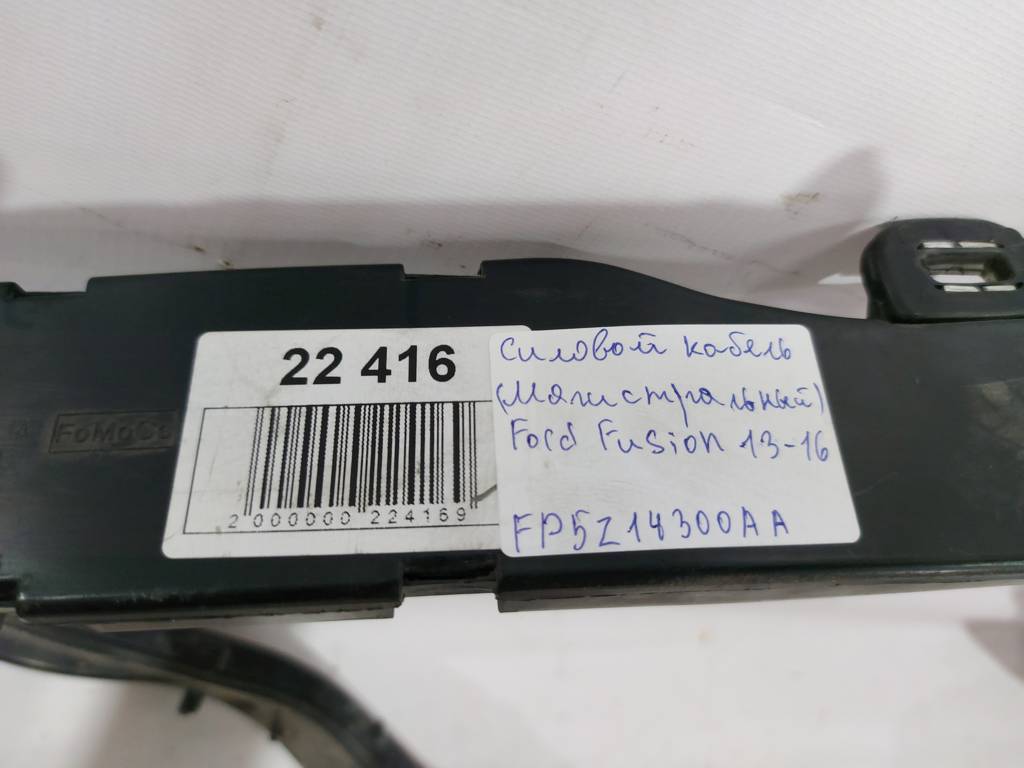 22 416
2 000000 224169
FoMoCo
Силовой кабель
(Магистральный)
Ford Fusion 13-16
FP5Z14300AA